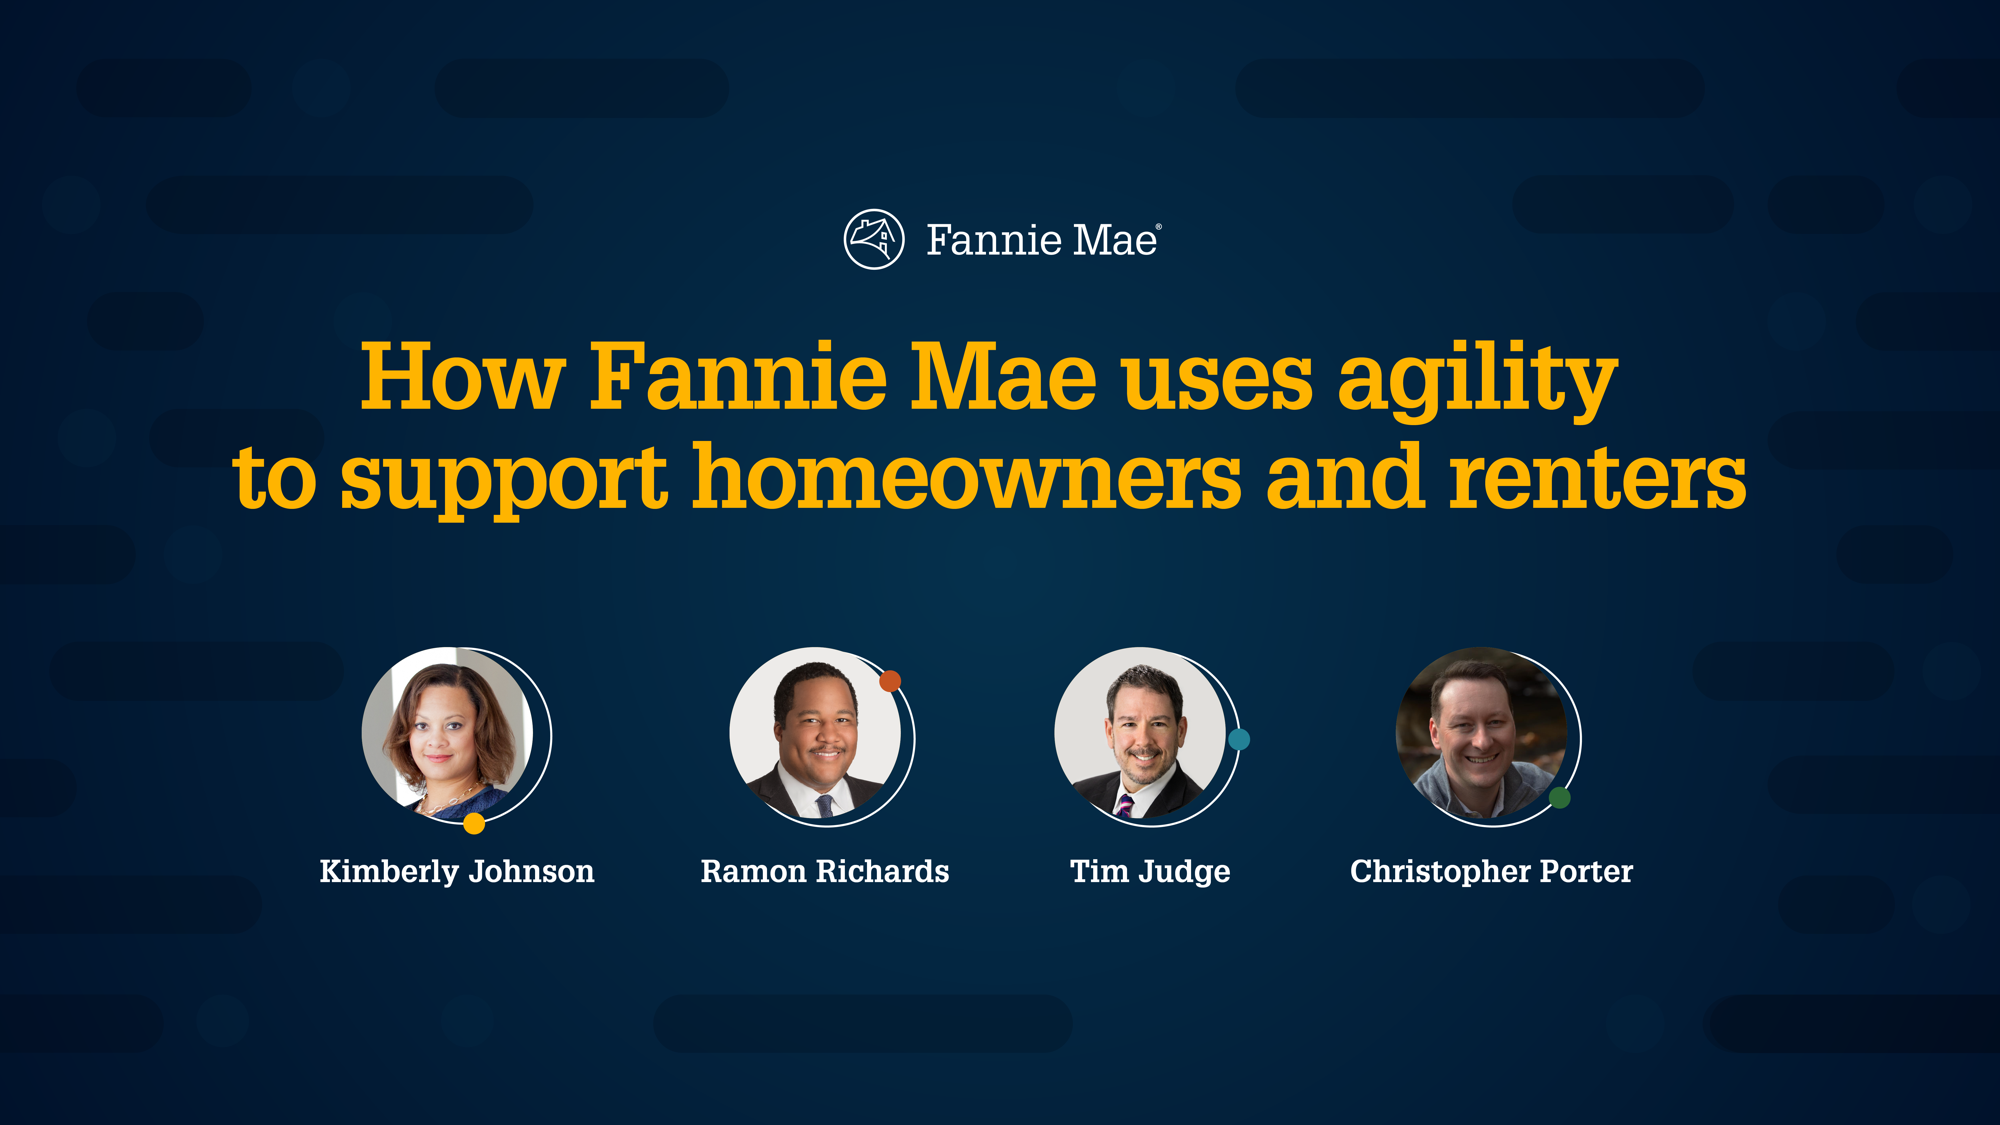 Fannie Mae®
How Fannie Mae uses agility
to support homeowners and renters
Kimberly Johnson
Ramon Richards
Tim Judge
Christopher Porter